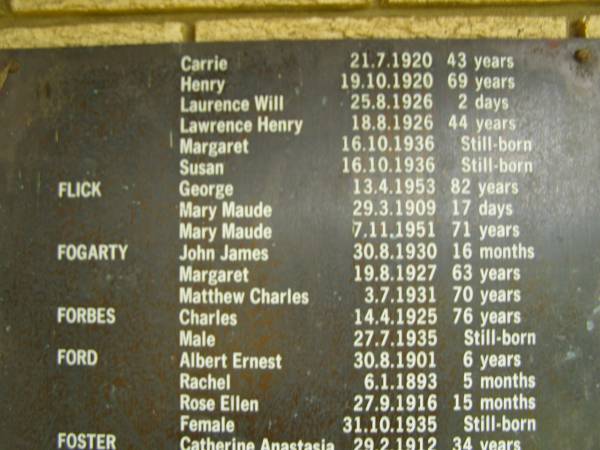 Carrie 21.7.1920 43 years
Henry 19.10.1920 69 years
Laurence Will 25.8.1926 2 days
Lawrence Henry 18.8.1926 44 years
Margaret 16.10.1936 Still-born
Susan 16.10.1936 Still-born
FLICK George 13.4.1953 82 years
Mary Maude 29.3.1909 17 days
Mary Maude 7.11.1951 71 years
FOGARTY John James 30.8.1930 16 months
Margaret 19.8.1927 63 years
Matthew Charles 3.7.1931 70 years
FORBES Charles 14.4.1925 76 years
Male 27.7.1935 Still-born
FORD Albert Ernest 30.8.1901 6 years
Rachel 6.1.1893 5 months
Rose Ellen 27.9.1916 15 months
Female 31.10.1935 Still-born
FOSTER Catherine Anastasia 29.2.1912 34 years